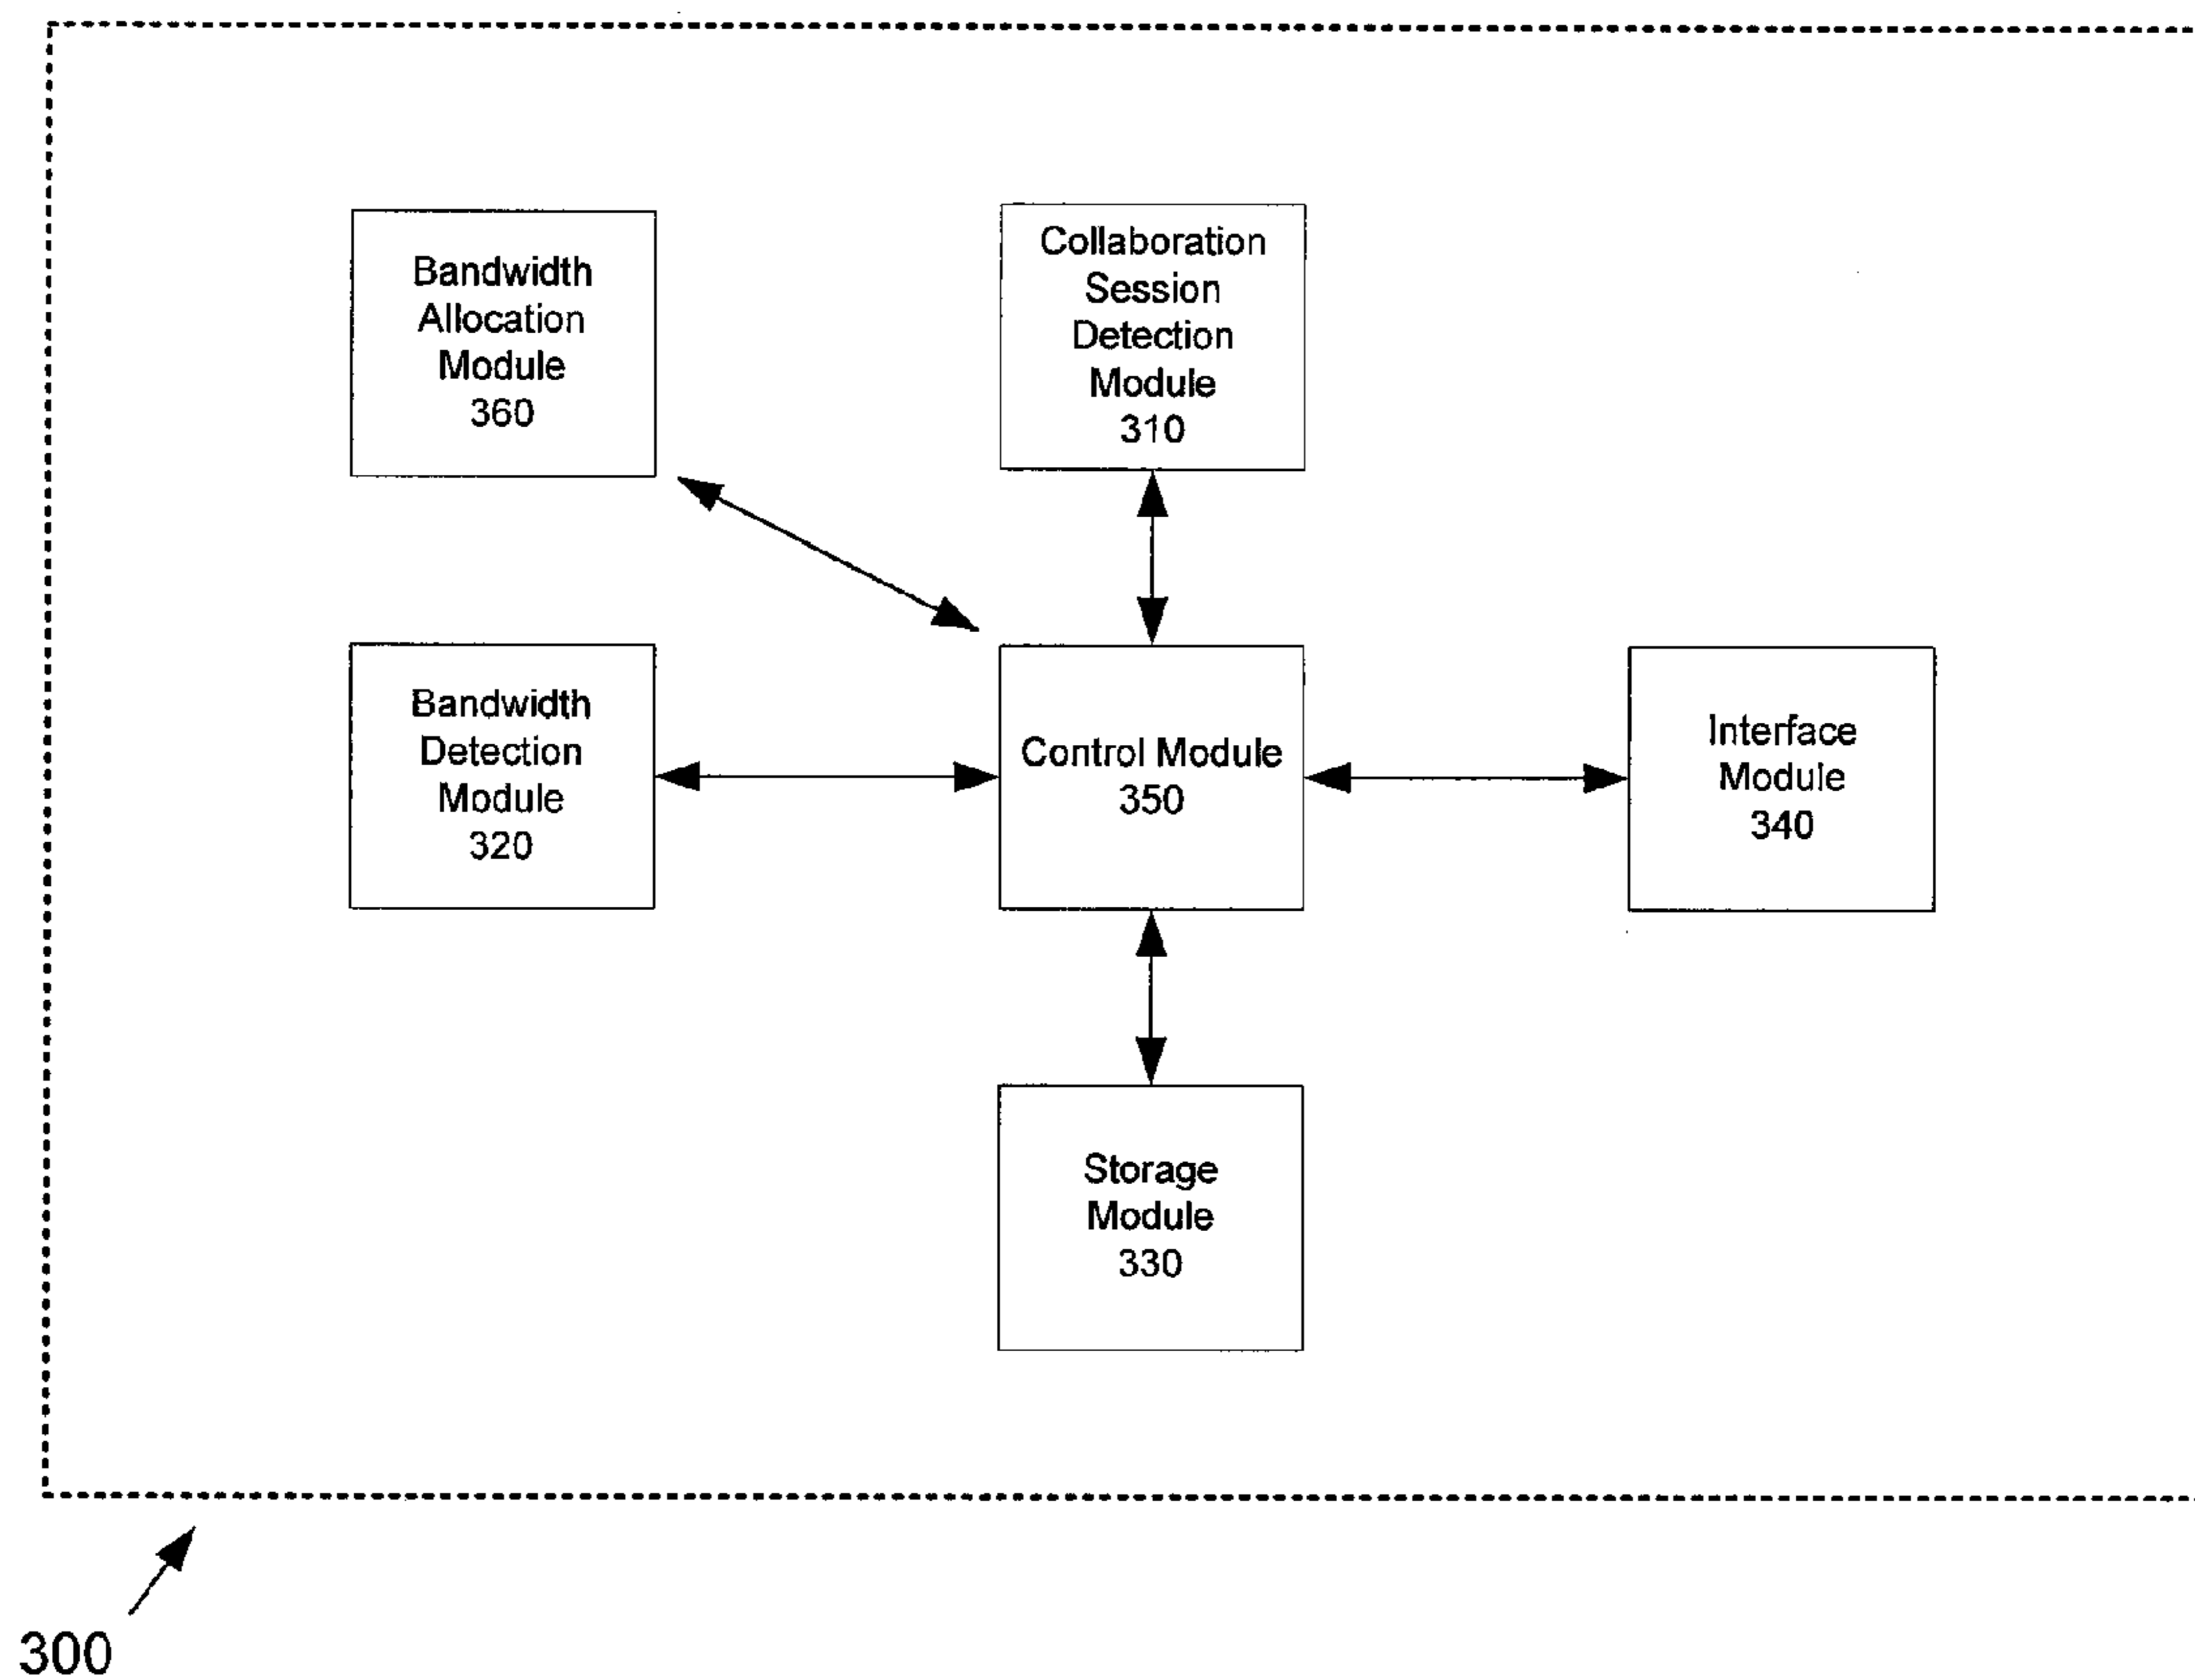 Bandwidth
Allocation
Module
360
Collaboration
Session
Detection
Module
310
Bandwidth
Detection
Module
320
Control Module
350
Interface
Module
340
Storage
Module
330
300